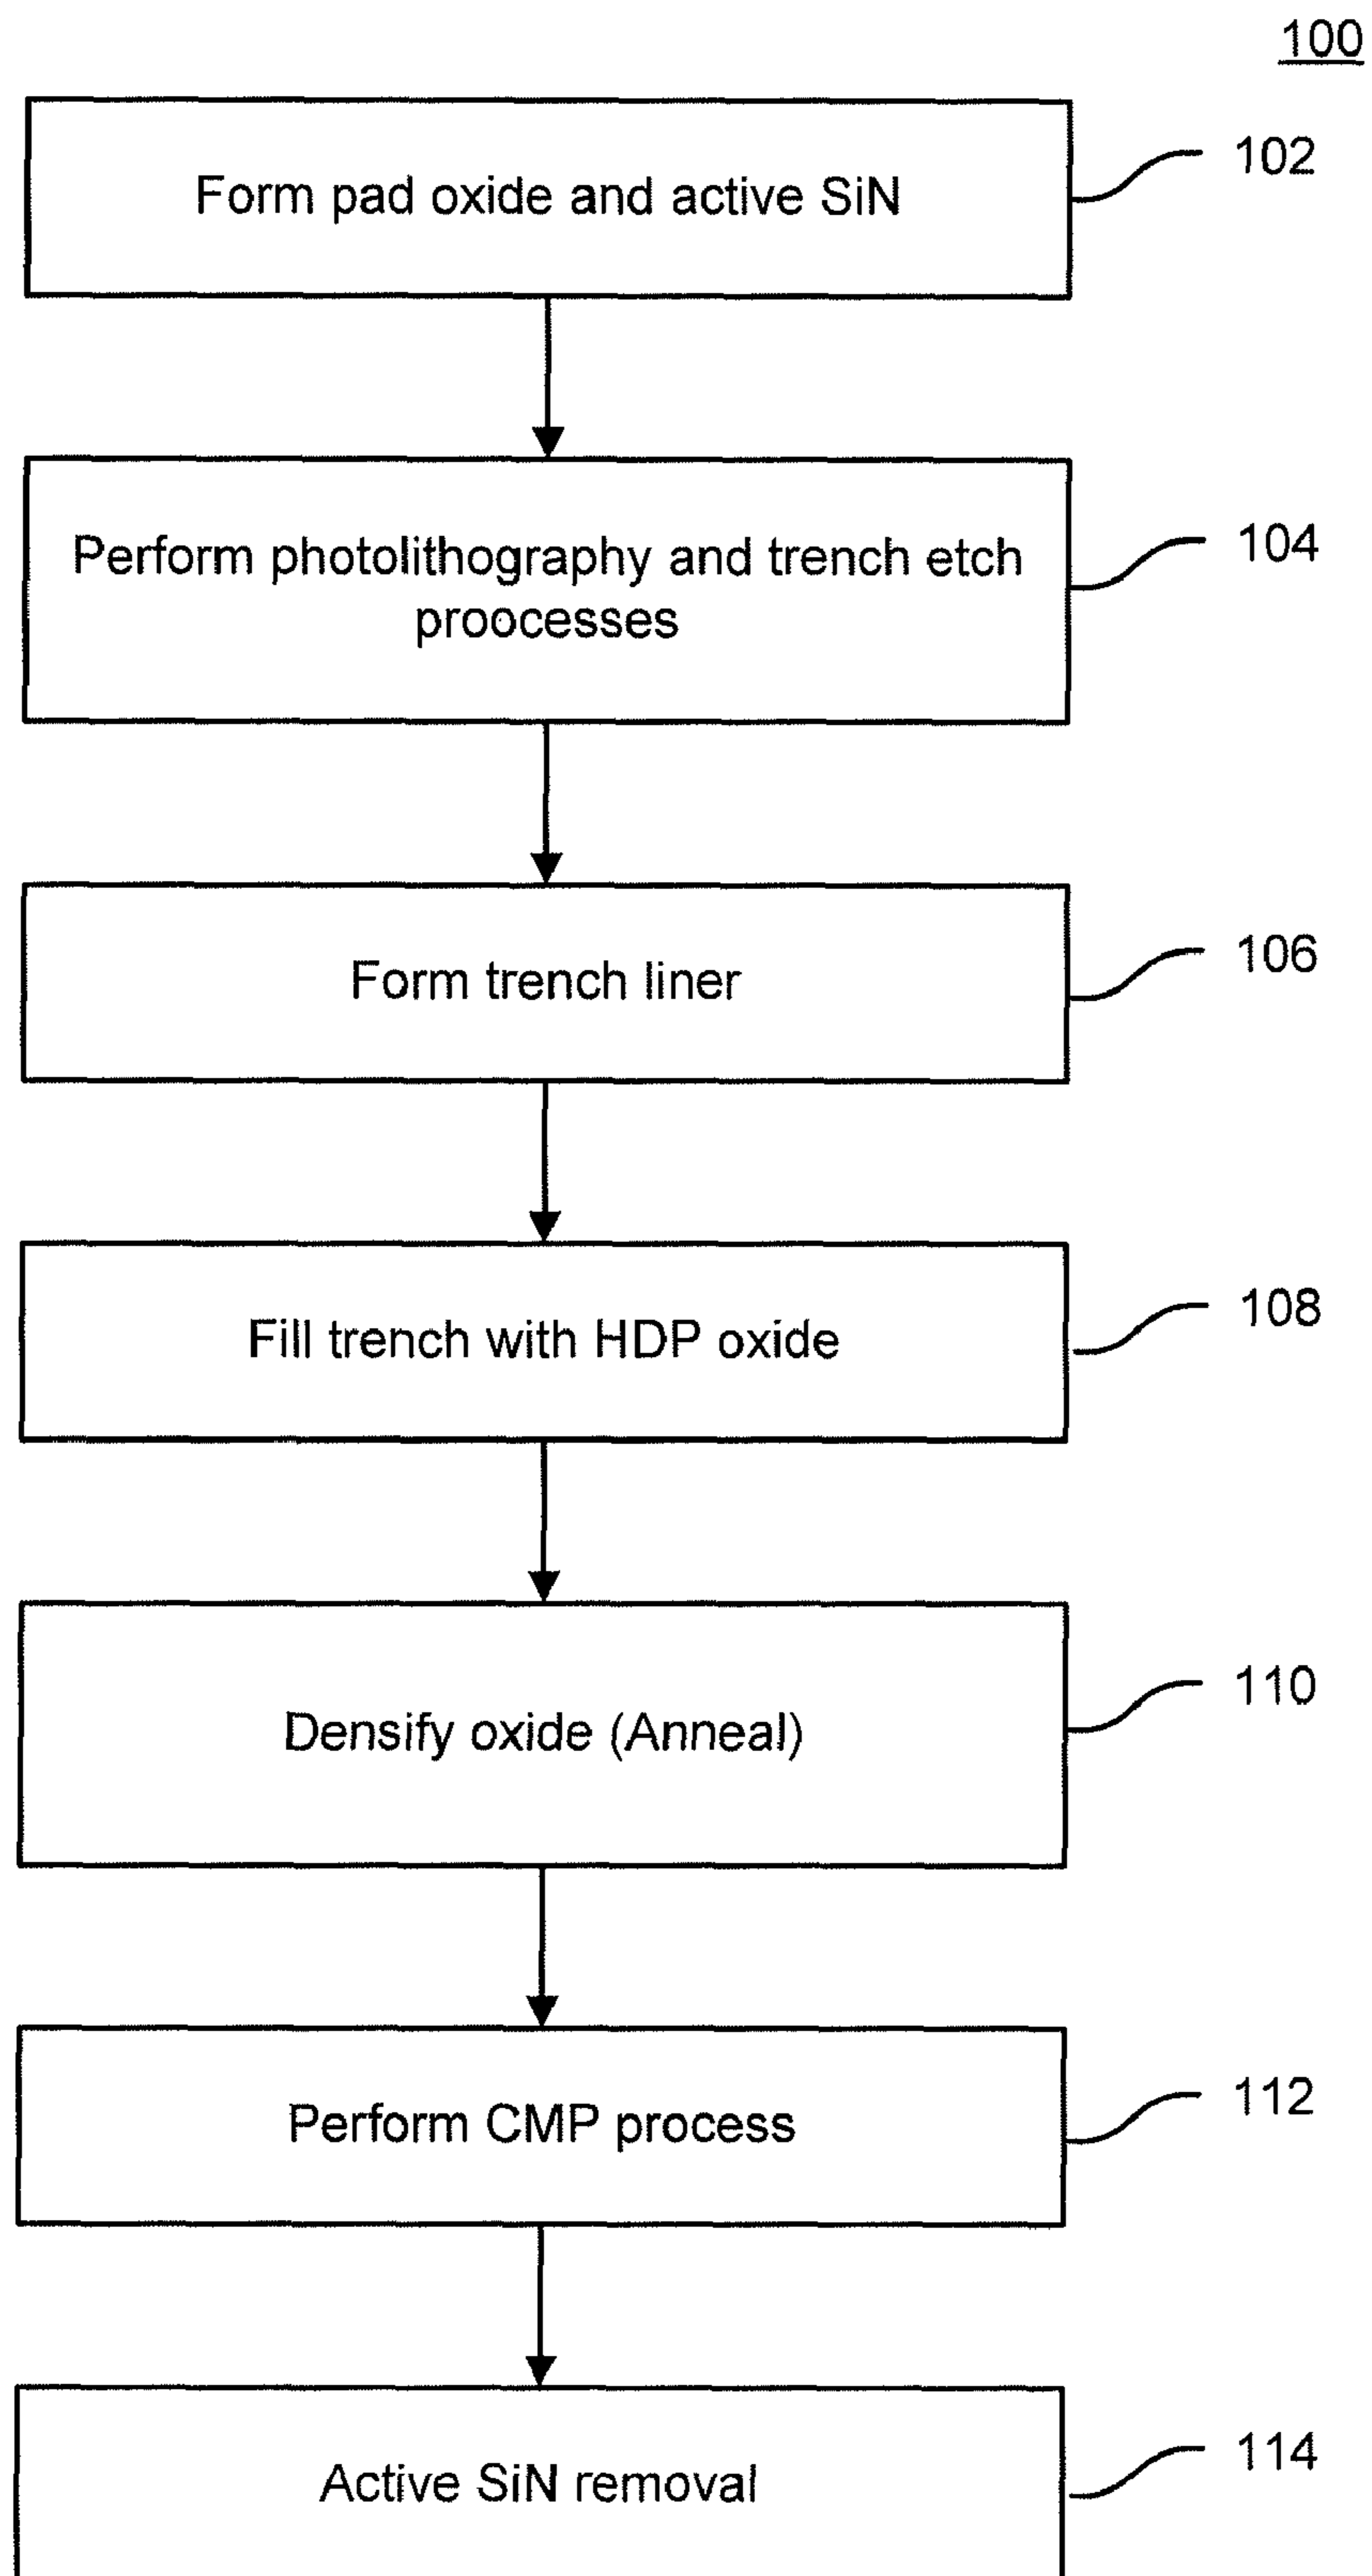 100
Form pad oxide and active SiN
102
Perform photolithography and trench etch
proocesses
104
Form trench liner
106
Fill trench with HDP oxide
108
Densify oxide (Anneal)
110
Perform CMP process
112
Active SiN removal
114